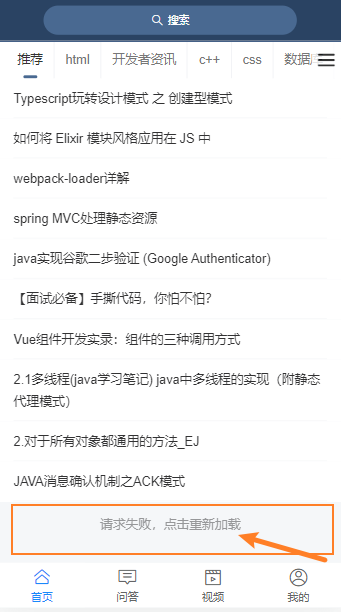 搜索
推荐 html 开发者资讯 c++ css 数据
Typescript玩转设计模式 之 创建型模式
如何将 Elixir 模块风格应用在 JS 中
webpack-loader详解
spring MVC处理静态资源
java实现谷歌二步验证 (Google Authenticator)
【面试必备】手撕代码，你怕不怕？
Vue组件开发实录：组件的三种调用方式
2.1多线程(java学习笔记) java中多线程的实现（附静态
代理模式）
2.对于所有对象都通用的方法_EJ
JAVA消息确认机制之ACK模式
请求失败，点击重新加载
首页 问答 视频 我的